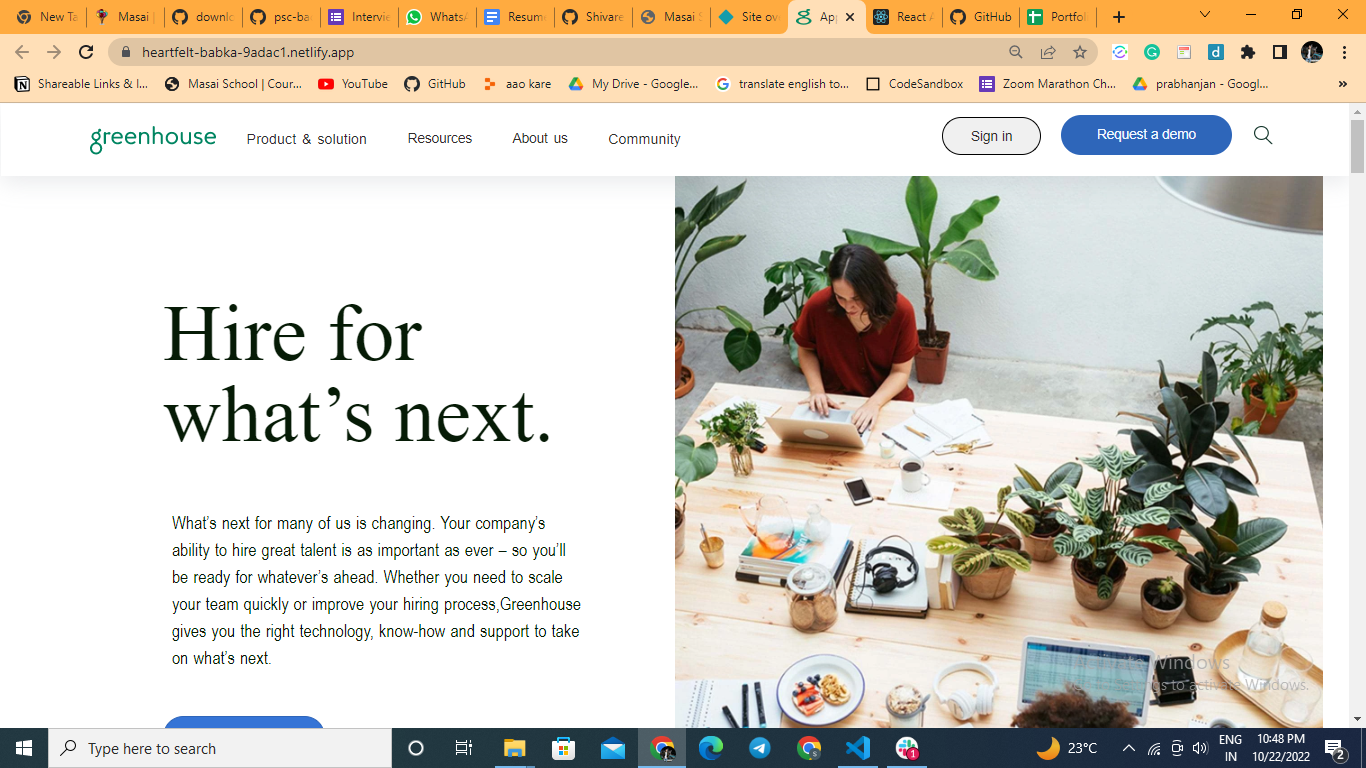 New Ta
Masai
downlo
psc-ba
Intervie
WhatsA
Resum
Shivare
Masai S
Site ov
App
React A
GitHub
Portfoli
heartfelt-babka-9adac1.netlify.app
Shareable Links & I...
Masai School | Cour...
YouTube
GitHub
aao kare
My Drive - Google...
translate english to...
CodeSandbox
Zoom Marathon Ch...
prabhanjan - Googl...
»
greenhouse
Product & solution
Resources
About us
Community
Sign in
Request a demo
Hire for
what’s next.
What’s next for many of us is changing. Your company’s
ability to hire great talent is as important as ever – so you’ll
be ready for whatever’s ahead. Whether you need to scale
your team quickly or improve your hiring process,Greenhouse
gives you the right technology, know-how and support to take
on what’s next.
Windows
to activate Windows.
Type here to search
1
23°C
ENG
IN
10:48 PM
10/22/2022
2